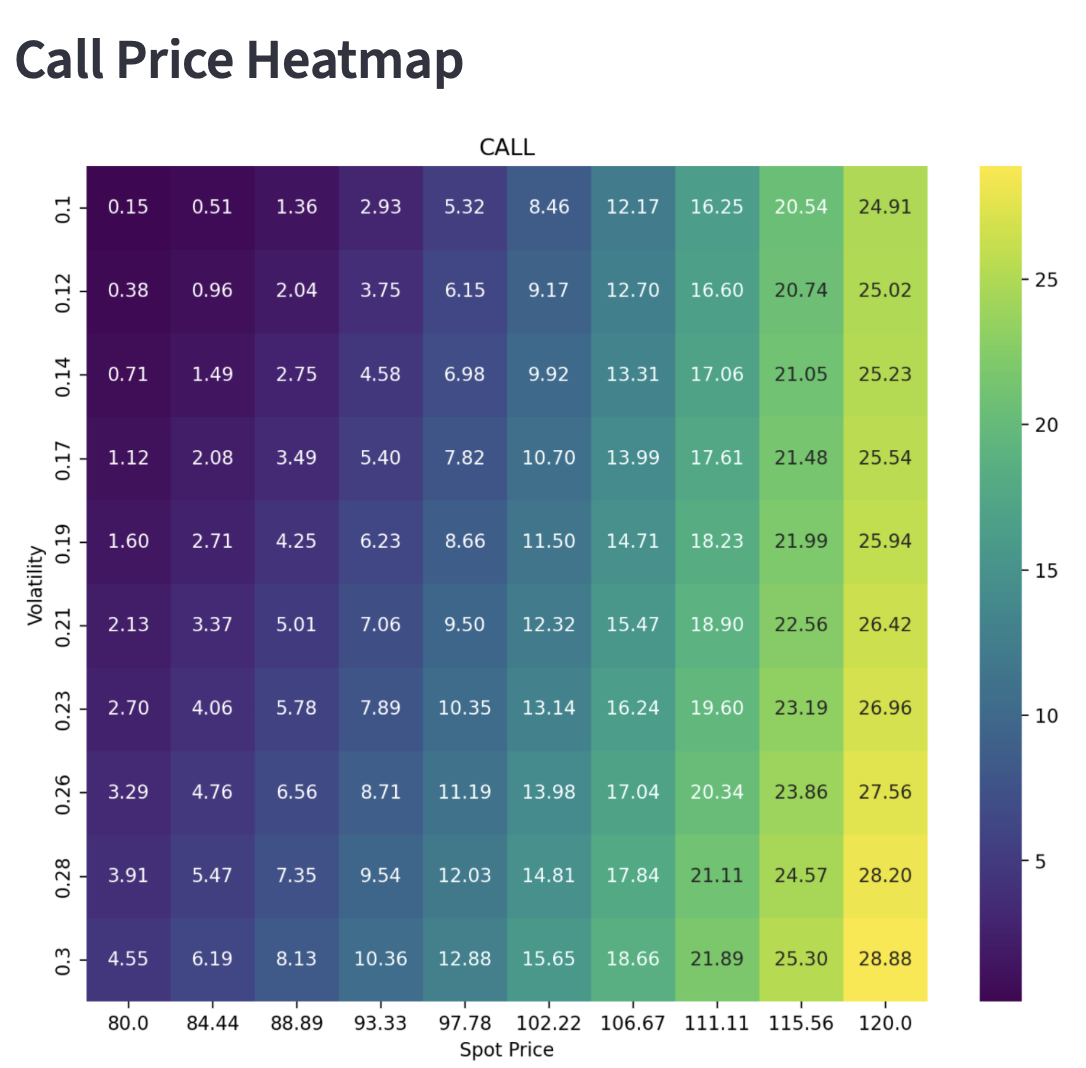 Call Price Heatmap
CALL
0.1 0.15 0.51 1.36 2.93 5.32 8.46 12.17 16.25 20.54 24.91
0.12 0.38 0.96 2.04 3.75 6.15 9.17 12.70 16.60 20.74 25.02
0.14 0.71 1.49 2.75 4.58 6.98 9.92 13.31 17.06 21.05 25.23
0.17 1.12 2.08 3.49 5.40 7.82 10.70 13.99 17.61 21.48 25.54
0.19 1.60 2.71 4.25 6.23 8.66 11.50 14.71 18.23 21.99 25.94
0.21 2.13 3.37 5.01 7.06 9.50 12.32 15.47 18.90 22.56 26.42
0.23 2.70 4.06 5.78 7.89 10.35 13.14 16.24 19.60 23.19 26.96
0.26 3.29 4.76 6.56 8.71 11.19 13.98 17.04 20.34 23.86 27.56
0.28 3.91 5.47 7.35 9.54 12.03 14.81 17.84 21.11 24.57 28.20
0.3 4.55 6.19 8.13 10.36 12.88 15.65 18.66 21.89 25.30 28.88
80.0 84.44 88.89 93.33 97.78 102.22 106.67 111.11 115.56 120.0
Spot Price
Volatility
25
20
15
10
5